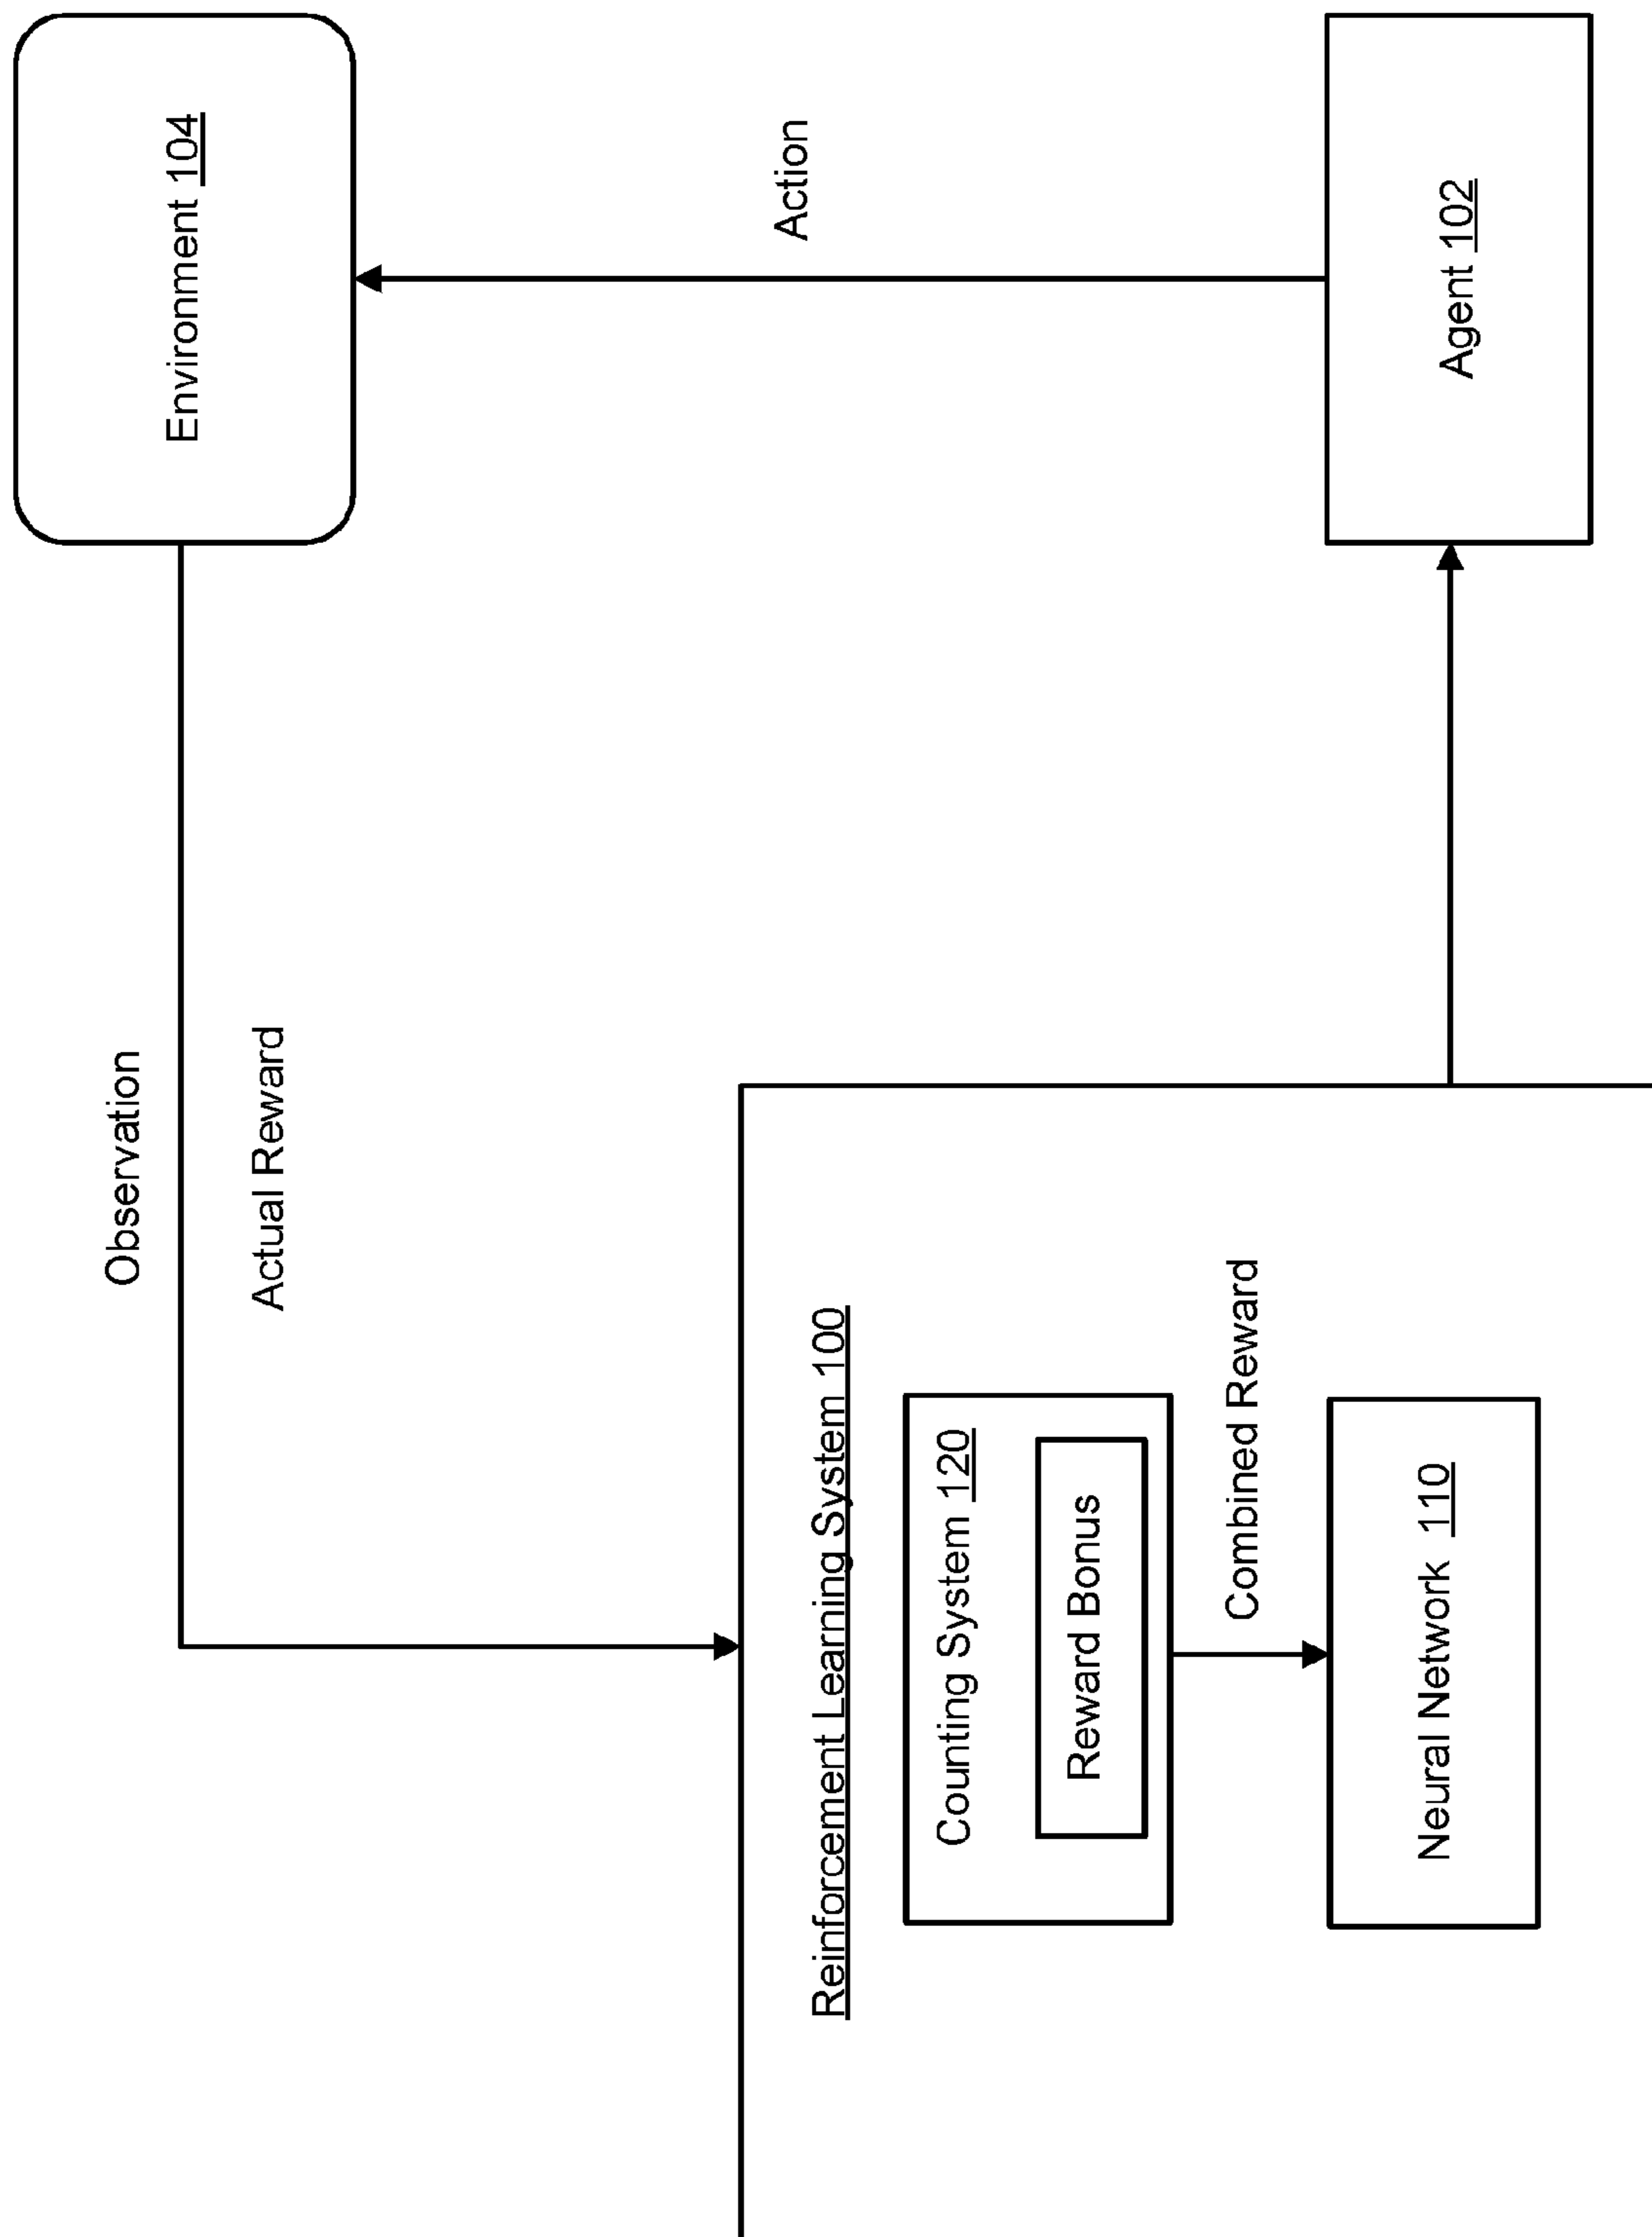 Observation
Environment 104
Actual Reward
Action
Reinforcement Learning System 100
Counting System 120
Reward Bonus
Combined Reward
Neural Network 110
Agent 102